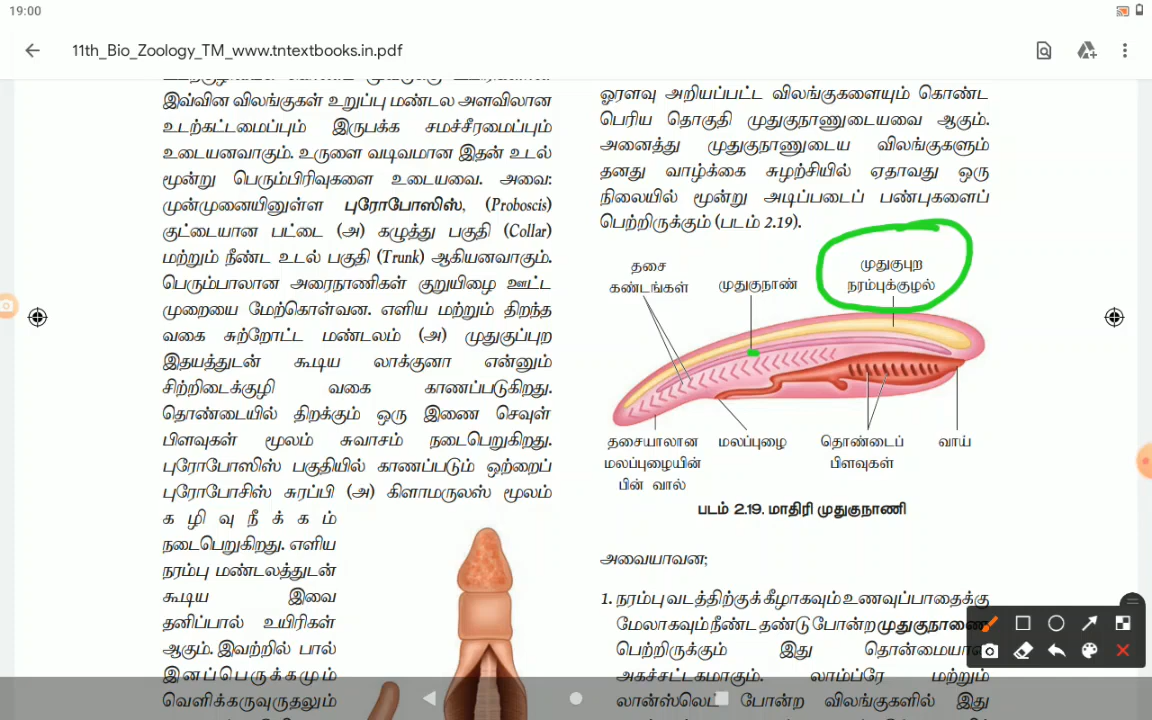 19:00
11th_Bio_Zoology_TM_www.tntextbooks.in.pdf
இவ்வின விலங்குகள் உறுப்பு மண்டல அளவிலான
உடற்கட்டமைப்பும் இருபக்க சமச்சீரமைப்பும்
உடையனவாகும். உருளை வடிவமான இதன் உடல்
மூன்று பெரும்பிரிவுகளை உடையவை. அவை:
முன்முனையினுள்ள புரோபோஸிஸ், (Proboscis)
குட்டையான பட்டை (அ) கழுத்து பகுதி (Collar)
மற்றும் நீண்ட உடல் பகுதி (Trunk) ஆகியனவாகும்.
பெரும்பாலான அரைநாணிகள் குறுயிழை ஊட்ட
முறையை மேற்கொள்வன. எளிய மற்றும் திறந்த
வகை சுற்றோட்ட மண்டலம் (அ) முதுகுப்புற
இதயத்துடன் கூடிய லாக்குனா என்னும்
சிற்றிடைக்குழி வகை காணப்படுகிறது.
தொண்டையில் திறக்கும் ஒரு இணை செவுள்
பிளவுகள் மூலம் சுவாசம் நடைபெறுகிறது.
புரோபோஸிஸ் பகுதியில் காணப்படும் ஒற்றைப்
புரோபோசிஸ் சுரப்பி (அ) கிளாமருலஸ் மூலம்
கழிவுநீக்கம்
நடைபெறுகிறது. எளிய
நரம்பு மண்டலத்துடன்
கூடிய இவை
தனிப்பால் உயிரிகள்
ஆகும். இவற்றில் பால்
இனப்பெருக்கமும்
வெளிக்கருவுருதலும்
ஓரளவு அறியப்பட்ட விலங்குகளையும் கொண்ட
பெரிய தொகுதி முதுகுநாணுடையவை ஆகும்.
அனைத்து முதுகுநாணுடைய விலங்குகளும்
தனது வாழ்க்கை சுழற்சியில் ஏதாவது ஒரு
நிலையில் மூன்று அடிப்படைப் பண்புகளைப்
பெற்றிருக்கும் (படம் 2.19).
தசை
கண்டங்கள்
முதுகுநாண்
முதுகுபுற
நரம்புக்குழல்
தசையாலான
மலப்புழையின்
பின் வால்
மலப்புழை
தொண்டைப்
பிளவுகள்
வாய்
படம் 2.19. மாதிரி முதுகுநாணி
அவையாவன;
1. நரம்பு வடத்திற்குக் கீழாகவும் உணவுப்பாதைக்கு
மேலாகவும் நீண்ட தண்டு போன்ற முதுகுநாணை
பெற்றிருக்கும் இது
அகச்சட்டகமாகும். லாம்ப்ரே மற்றும்
லான்ஸ்லெட் போன்ற விலங்குகளில் இது